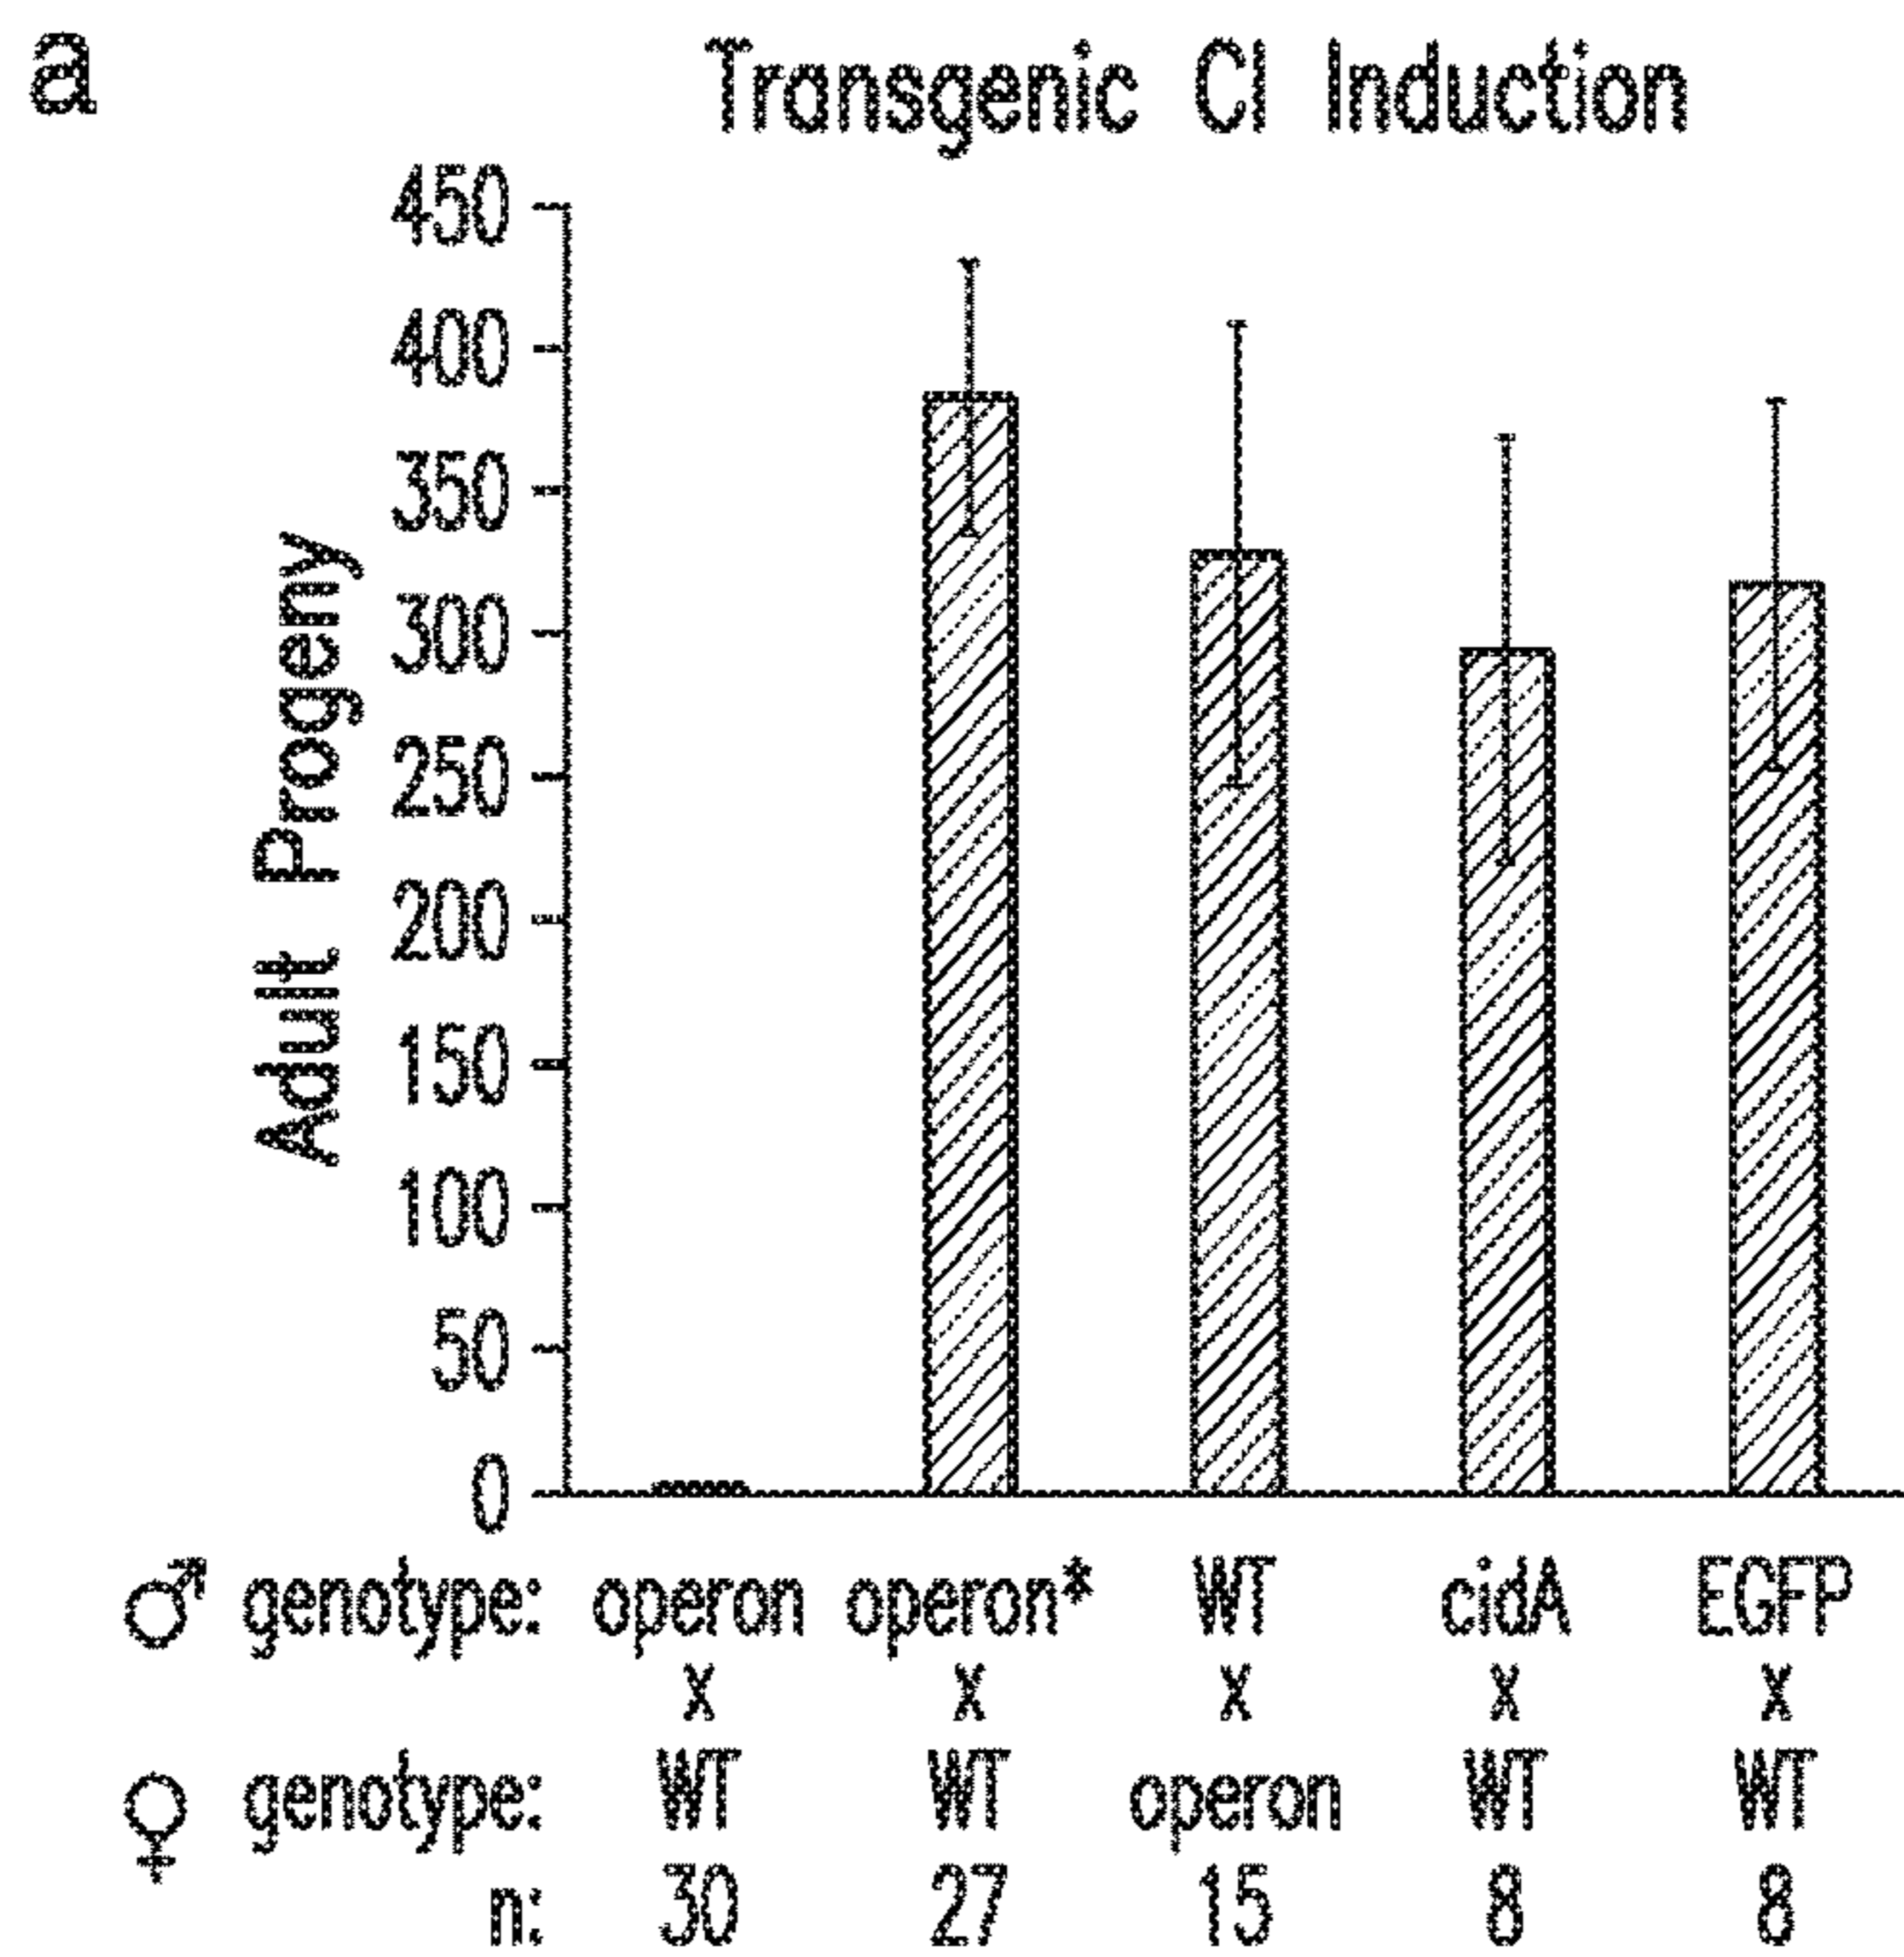 a
Transgenic CI Induction
Adult Progeny
450
400
350
300
250
200
150
100
50
0
♂ genotype: operon operon* WT cidA EGFP
x x x x x
♀ genotype: WT WT operon WT WT
n: 30 27 15 8 8